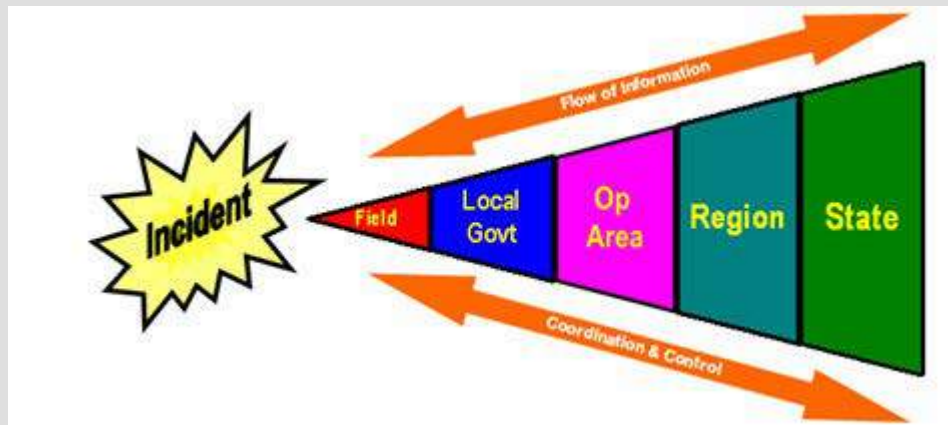 Flow of Information
Incident
Field
Local
Govt
Op
Area
Region
State
Coordination & Control